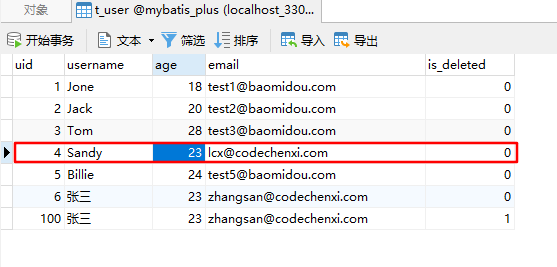 对象 t_user @mybatis_plus (localhost_330...
开始事务 文本 筛选 排序 导入 导出
uid username age email is_deleted
1 Jone 18 test1@baomidou.com 0
2 Jack 20 test2@baomidou.com 0
3 Tom 28 test3@baomidou.com 0
4 Sandy 23 lcx@codechenxi.com 0
5 Billie 24 test5@baomidou.com 0
6 张三 23 zhangsan@codechenxi.com 0
100 张三 23 zhangsan@codechenxi.com 1